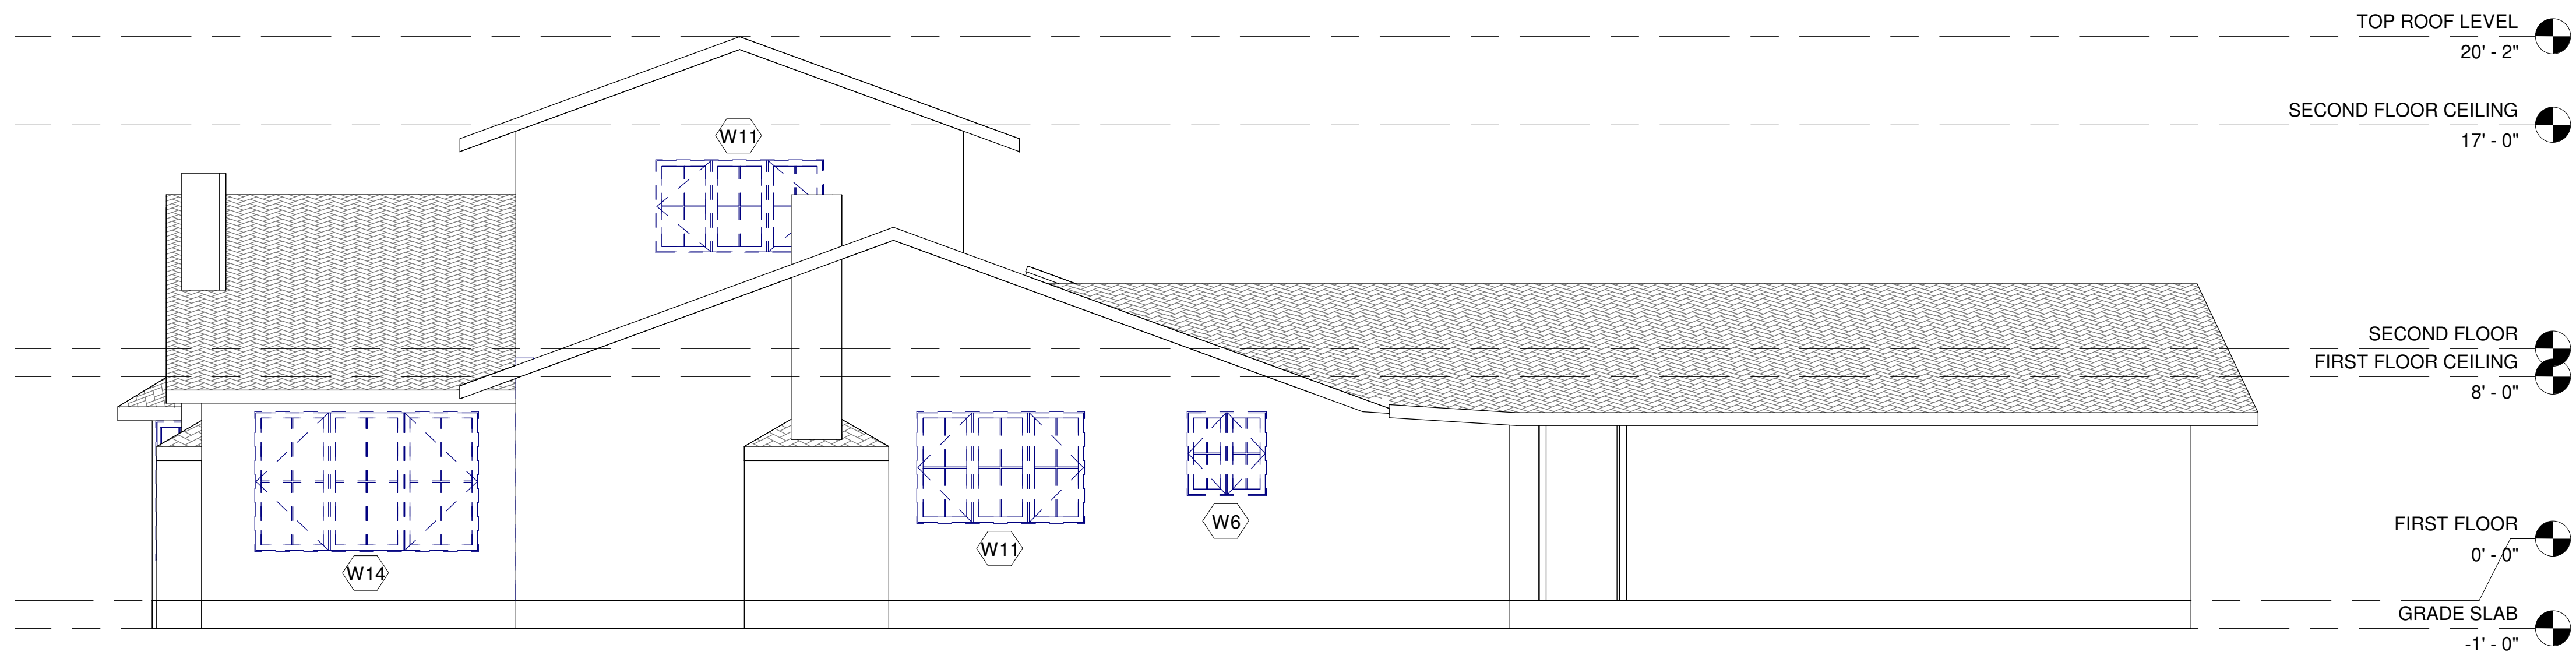 TOP ROOF LEVEL
20' - 2"
SECOND FLOOR CEILING
17' - 0"
W11
SECOND FLOOR
FIRST FLOOR CEILING
8' - 0"
W6
W11
W14
FIRST FLOOR
0' - 0"
GRADE SLAB
-1' - 0"